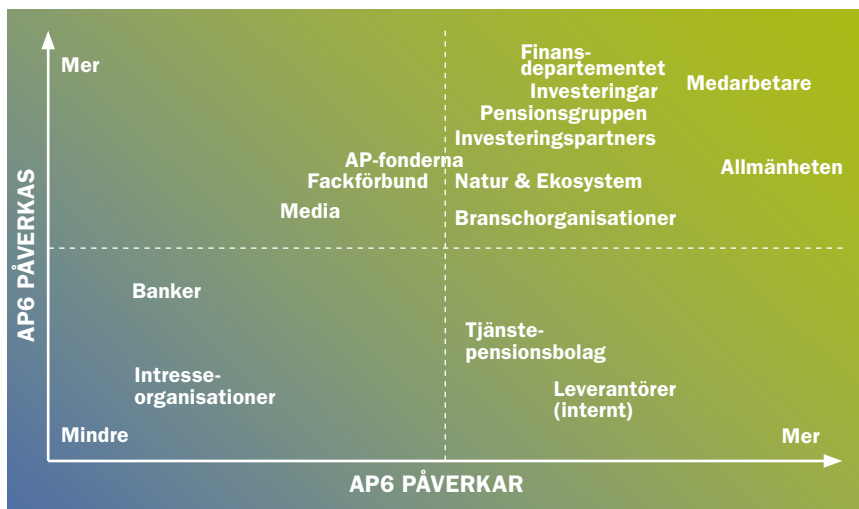 Mer
Finans-
departementet
Investeringar
Medarbetare
Pensionsgruppen
Investeringspartners
AP-fonderna
Allmänheten
Fackförbund
Natur & Ekosystem
Media
Branschorganisationer
AP6 PÅVERKAS
Banker
Tjänste-
pensionsbolag
Intresse-
organisationer
Leverantörer
(internt)
Mindre
Mer
AP6 PÅVERKAR